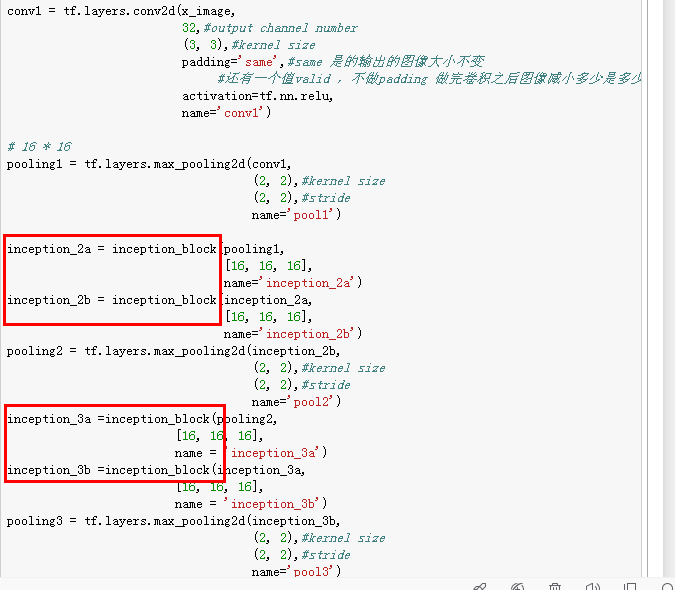 conv1 = tf.layers.conv2d(x_image,
32,#output channel number
(3, 3),#kernel size
padding='same',#same 是的输出的图像大小不变
#还有一个值valid ，不做padding 做完卷积之后图像减小多少是多少
activation=tf.nn.relu,
name='conv1')
# 16 * 16
pooling1 = tf.layers.max_pooling2d(conv1,
(2, 2),#kernel size
(2, 2),#stride
name='pool1')
inception_2a = inception_block(pooling1,
[16, 16, 16],
name='inception_2a')
inception_2b = inception_block(inception_2a,
[16, 16, 16],
name='inception_2b')
pooling2 = tf.layers.max_pooling2d(inception_2b,
(2, 2),#kernel size
(2, 2),#stride
name='pool2')
inception_3a =inception_block(pooling2,
[16, 16, 16],
name = 'inception_3a')
inception_3b =inception_block(inception_3a,
[16, 16, 16],
name = 'inception_3b')
pooling3 = tf.layers.max_pooling2d(inception_3b,
(2, 2),#kernel size
(2, 2),#stride
name='pool3')